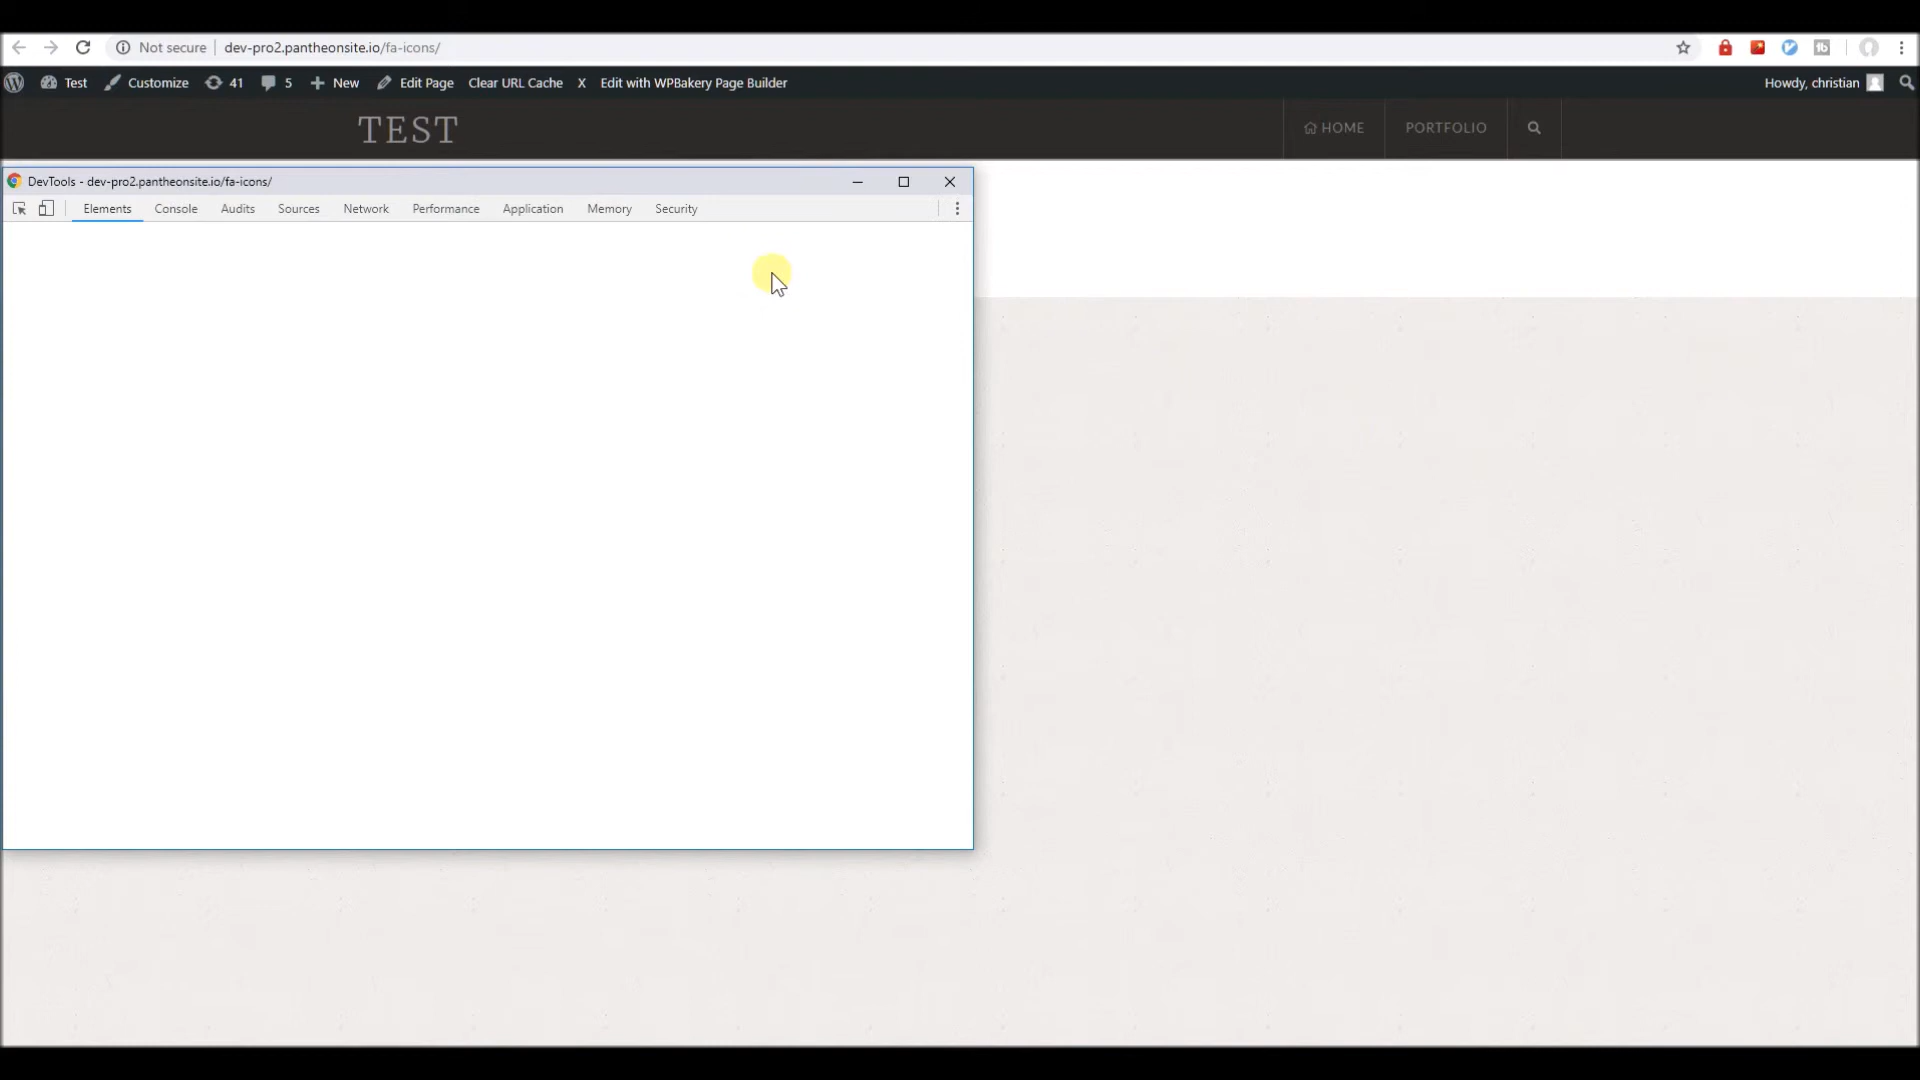 Not secure dev-pro2.pantheonsite.io/fa-icons/
Test Customize 41 5 New Edit Page Clear URL Cache X Edit with WPBakery Page Builder Howdy, christian
TEST HOME PORTFOLIO
DevTools - dev-pro2.pantheonsite.io/fa-icons/
Elements Console Audits Sources Network Performance Application Memory Security